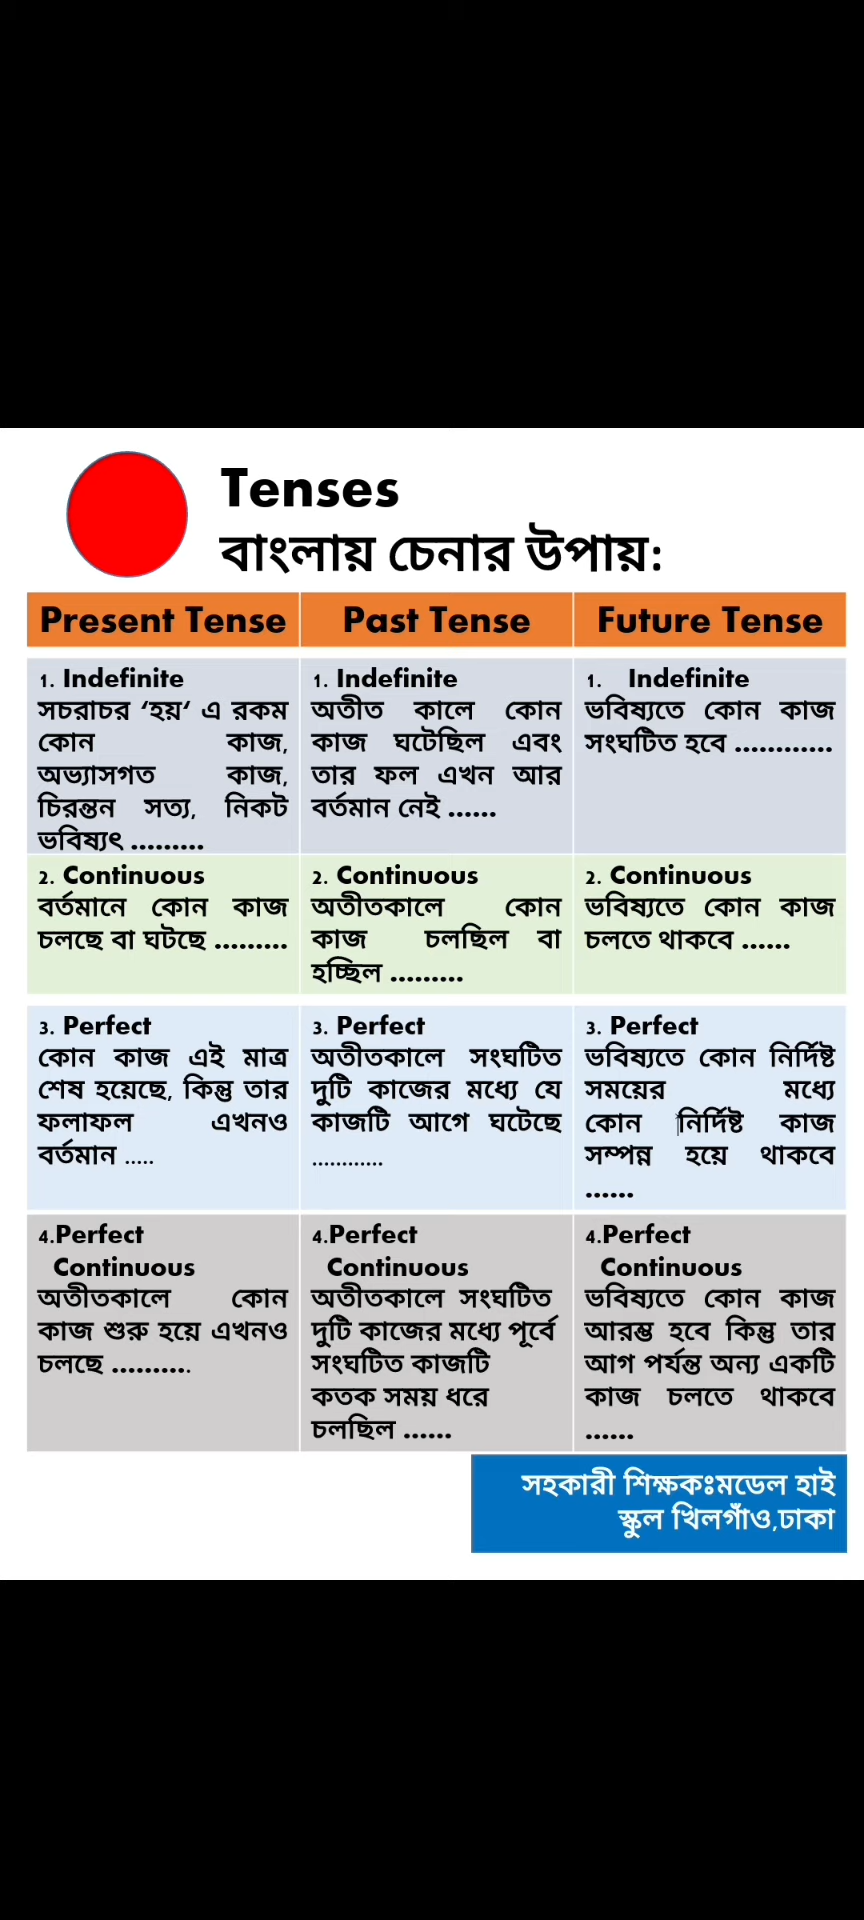 Tenses
বাংলায় চেনার উপায়:
Present Tense
Past Tense
Future Tense
1. Indefinite
সচরাচর ‘হয়’ এ রকম
কোন কাজ,
অভ্যাসগত কাজ,
চিরন্তন সত্য, নিকট
ভবিষ্যৎ .........
1. Indefinite
অতীত কালে কোন
কাজ ঘটেছিল এবং
তার ফল এখন আর
বর্তমান নেই ......
1. Indefinite
ভবিষ্যতে কোন কাজ
সংঘটিত হবে ............
2. Continuous
বর্তমানে কোন কাজ
চলছে বা ঘটছে .........
2. Continuous
অতীতকালে কোন
কাজ চলছিল বা
হচ্ছিল .........
2. Continuous
ভবিষ্যতে কোন কাজ
চলতে থাকবে ......
3. Perfect
কোন কাজ এই মাত্র
শেষ হয়েছে, কিন্তু তার
ফলাফল এখনও
বর্তমান .....
3. Perfect
অতীতকালে সংঘটিত
দুটি কাজের মধ্যে যে
কাজটি আগে ঘটেছে
............
3. Perfect
ভবিষ্যতে কোন নির্দিষ্ট
সময়ের মধ্যে
কোন নির্দিষ্ট কাজ
সম্পন্ন হয়ে থাকবে
......
4.Perfect
Continuous
অতীতকালে কোন
কাজ শুরু হয়ে এখনও
চলছে ..........
4.Perfect
Continuous
অতীতকালে সংঘটিত
দুটি কাজের মধ্যে পূর্বে
সংঘটিত কাজটি
কতক সময় ধরে
চলছিল ......
4.Perfect
Continuous
ভবিষ্যতে কোন কাজ
আরম্ভ হবে কিন্তু তার
আগ পর্যন্ত অন্য একটি
কাজ চলতে থাকবে
......
সহকারী শিক্ষকঃমডেল হাই
স্কুল খিলগাঁও,ঢাকা